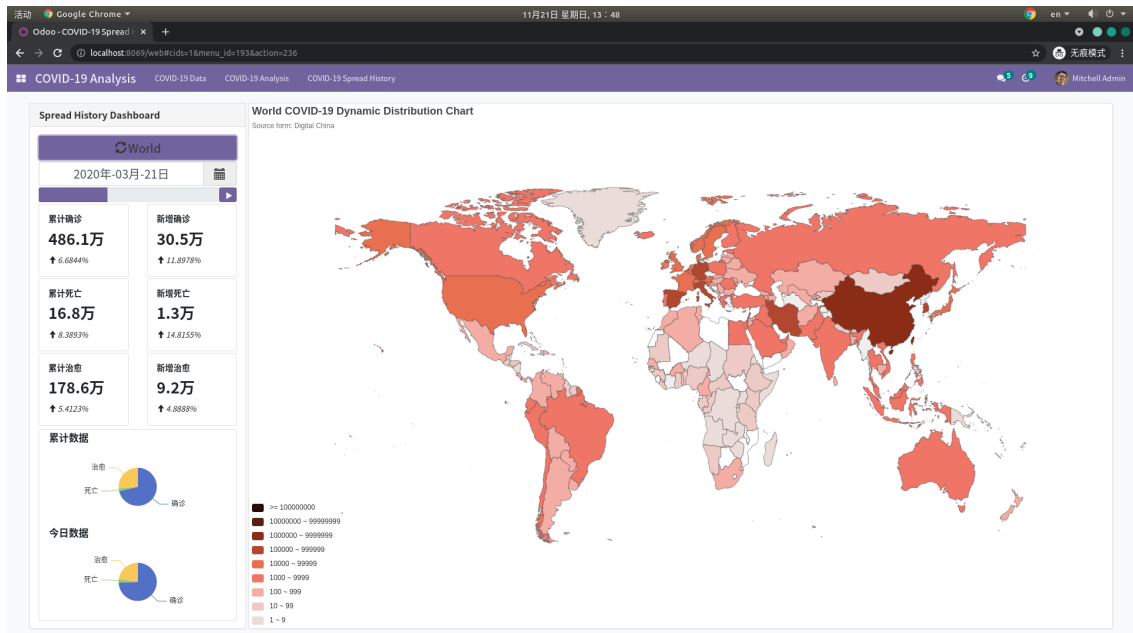 活动 Google Chrome 11月21日 星期日, 13：48 en
Odoo - COVID-19 Spread H × +
localhost:8069/web#cids=1&menu_id=193&action=236 无痕模式
COVID-19 Analysis COVID-19 Data COVID-19 Analysis COVID-19 Spread History 5 9 Mitchell Admin
Spread History Dashboard
World
2020年-03月-21日
累计确诊 新增确诊
486.1万 30.5万
6.6844% 11.8978%
累计死亡 新增死亡
16.8万 1.3万
8.3893% 14.8155%
累计治愈 新增治愈
178.6万 9.2万
5.4123% 4.8888%
累计数据
治愈
死亡
确诊
今日数据
治愈
死亡
确诊
World COVID-19 Dynamic Distribution Chart
Source form: Digital China
>= 100000000
10000000 ~ 99999999
1000000 ~ 9999999
100000 ~ 999999
10000 ~ 99999
1000 ~ 9999
100 ~ 999
10 ~ 99
1 ~ 9